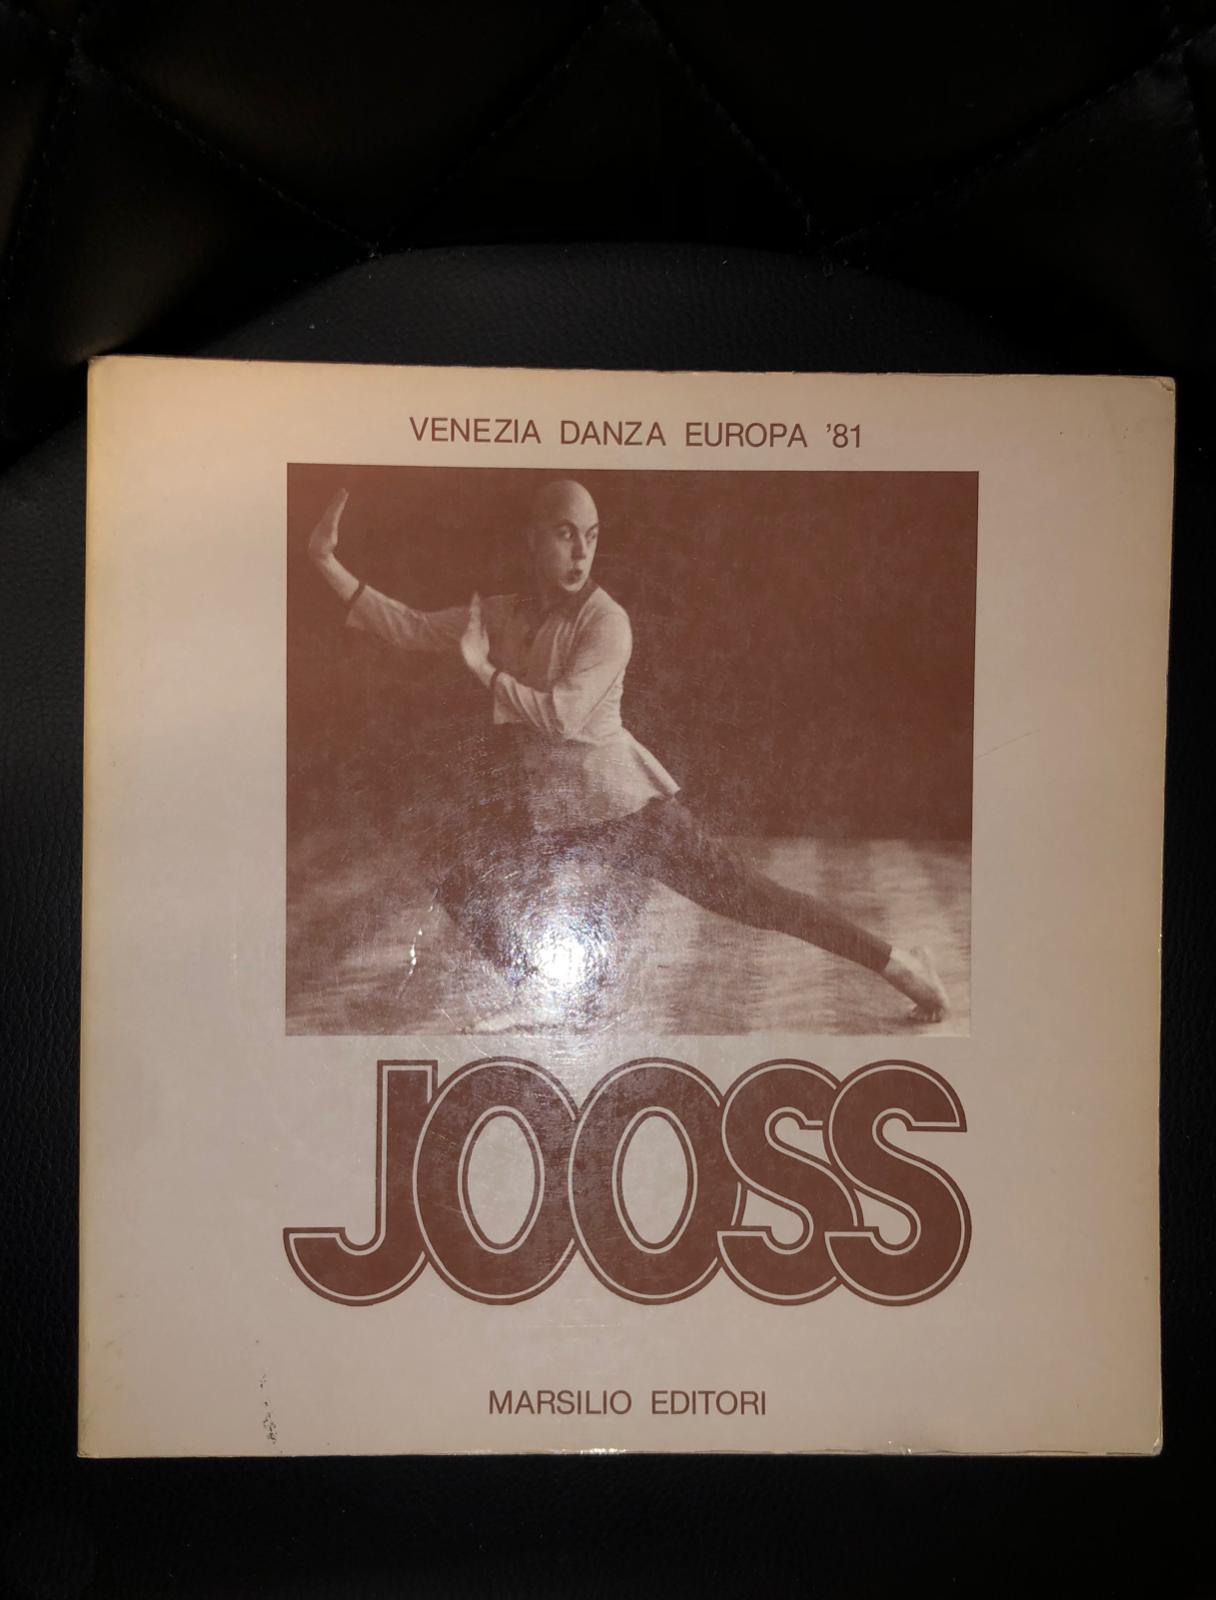 VENEZIA DANZA EUROPA '81
JOOSS
MARSILIO EDITORI